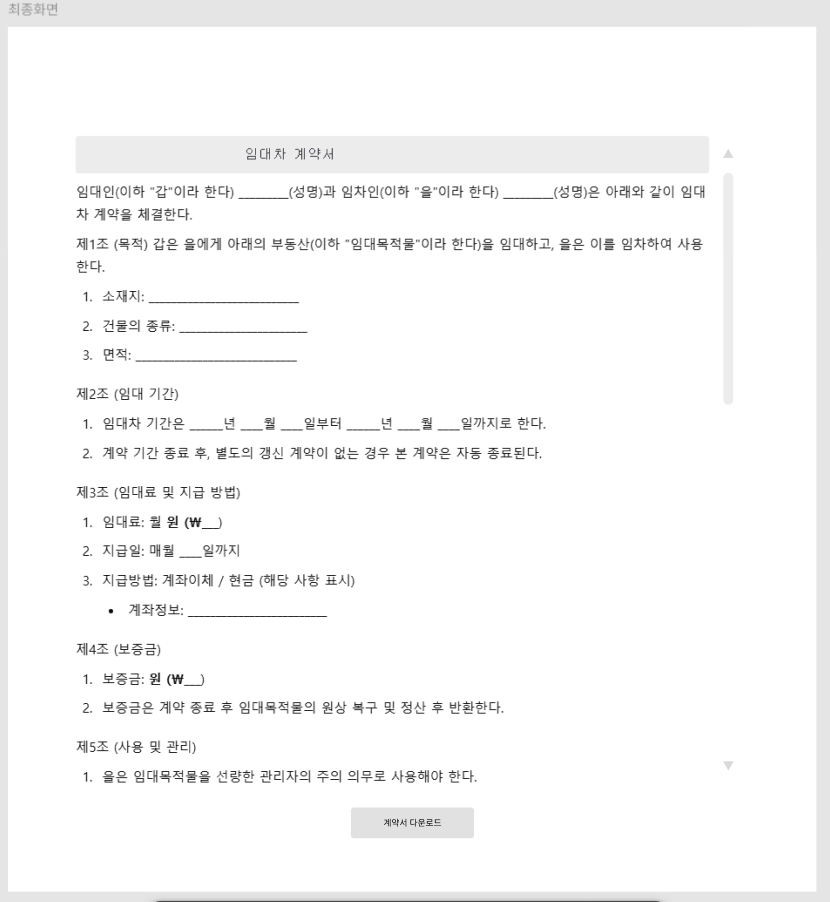 최종화면
임대차 계약서
임대인(이하 "갑"이라 한다) _________(성명)과 임차인(이하 "을"이라 한다) _________(성명)은 아래와 같이 임대
차 계약을 체결한다.
제1조 (목적) 갑은 을에게 아래의 부동산(이하 "임대목적물"이라 한다)을 임대하고, 을은 이를 임차하여 사용
한다.
1. 소재지: ___________________________
2. 건물의 종류: _______________________
3. 면적: _____________________________
제2조 (임대 기간)
1. 임대차 기간은 ______년 ____월 ____일부터 ______년 ____월 ____일까지로 한다.
2. 계약 기간 종료 후, 별도의 갱신 계약이 없는 경우 본 계약은 자동 종료된다.
제3조 (임대료 및 지급 방법)
1. 임대료: 월 원 (₩___)
2. 지급일: 매월 ____일까지
3. 지급방법: 계좌이체 / 현금 (해당 사항 표시)
• 계좌정보: _________________________
제4조 (보증금)
1. 보증금: 원 (₩___)
2. 보증금은 계약 종료 후 임대목적물의 원상 복구 및 정산 후 반환한다.
제5조 (사용 및 관리)
1. 을은 임대목적물을 선량한 관리자의 주의 의무로 사용해야 한다.
계약서 다운로드